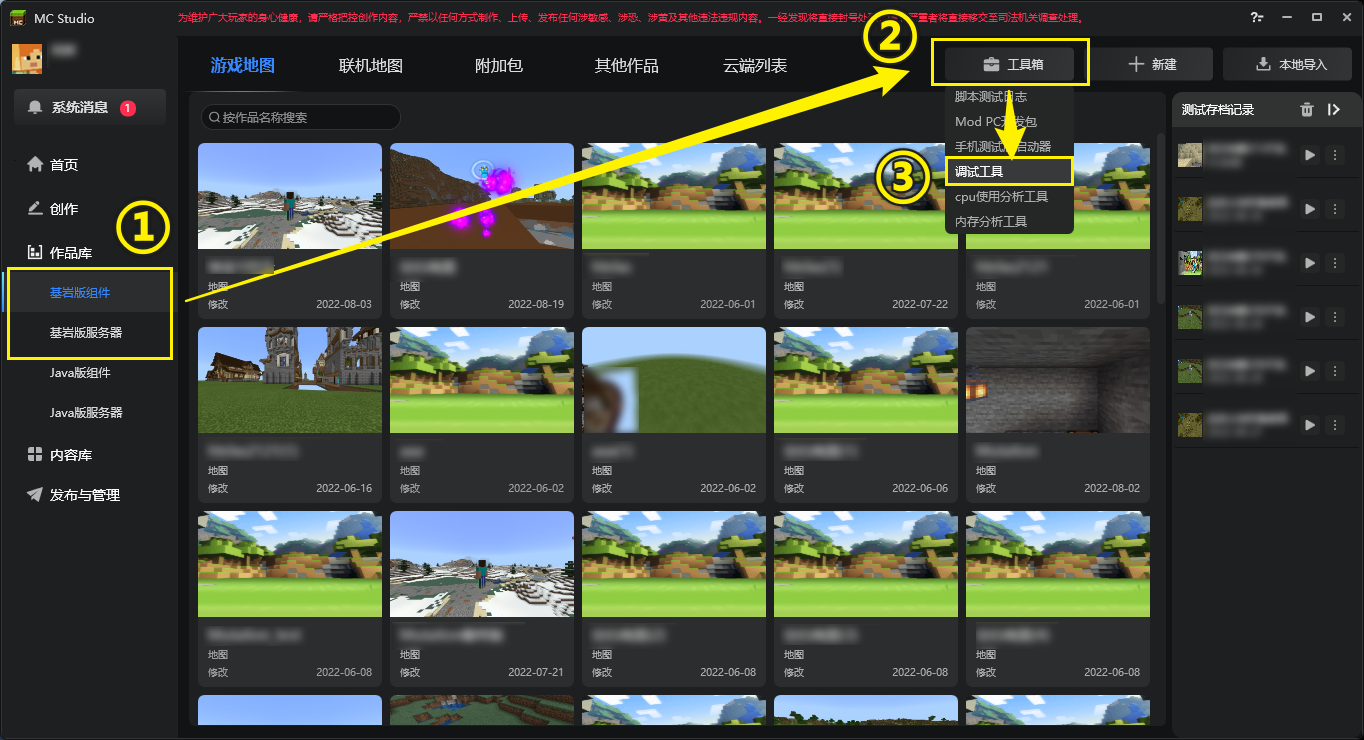 MC Studio
为维护广大玩家的身心健康，请严格把控创作内容，严禁以任何方式制作、上传、发布任何涉敏感、涉恐、涉黄及其他违法违规内容。一经发现将直接封号处 严重者将直接移交至司法机关调查处理。
系统消息 1
首页
创作
作品库
基岩版组件
基岩版服务器
Java版组件
Java版服务器
内容库
发布与管理
①
②
③
游戏地图 联机地图 附加包 其他作品 云端列表
工具箱 新建 本地导入
按作品名称搜索
脚本测试日志
Mod PC开发包
手机测试 启动器
调试工具
cpu使用分析工具
内存分析工具
测试存档记录
地图 地图 地图 地图 地图
修改 2022-08-03 修改 2022-08-19 修改 2022-06-01 修改 2022-07-22 修改 2022-06-01
地图 地图 地图 地图 地图
修改 2022-06-16 修改 2022-06-02 修改 2022-06-02 修改 2022-06-06 修改 2022-08-02
地图 地图 地图 地图 地图
修改 2022-06-08 修改 2022-07-21 修改 2022-06-08 修改 2022-06-08 修改 2022-06-08